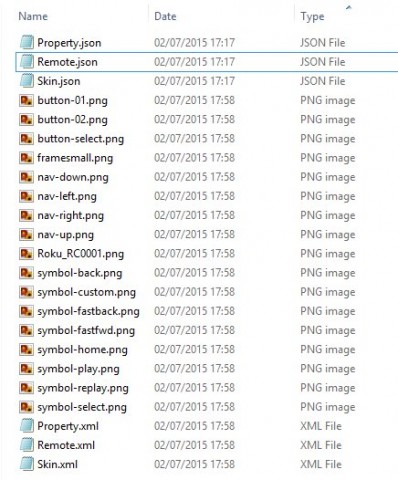 Name Date Type
Property.json 02/07/2015 17:17 JSON File
Remote.json 02/07/2015 17:17 JSON File
Skin.json 02/07/2015 17:17 JSON File
button-01.png 02/07/2015 17:58 PNG image
button-02.png 02/07/2015 17:58 PNG image
button-select.png 02/07/2015 17:58 PNG image
framesmall.png 02/07/2015 17:58 PNG image
nav-down.png 02/07/2015 17:58 PNG image
nav-left.png 02/07/2015 17:58 PNG image
nav-right.png 02/07/2015 17:58 PNG image
nav-up.png 02/07/2015 17:58 PNG image
Roku_RC0001.png 02/07/2015 17:58 PNG image
symbol-back.png 02/07/2015 17:58 PNG image
symbol-custom.png 02/07/2015 17:58 PNG image
symbol-fastback.png 02/07/2015 17:58 PNG image
symbol-fastfwd.png 02/07/2015 17:58 PNG image
symbol-home.png 02/07/2015 17:58 PNG image
symbol-play.png 02/07/2015 17:58 PNG image
symbol-replay.png 02/07/2015 17:58 PNG image
symbol-select.png 02/07/2015 17:58 PNG image
Property.xml 02/07/2015 17:58 XML File
Remote.xml 02/07/2015 17:58 XML File
Skin.xml 02/07/2015 17:58 XML File